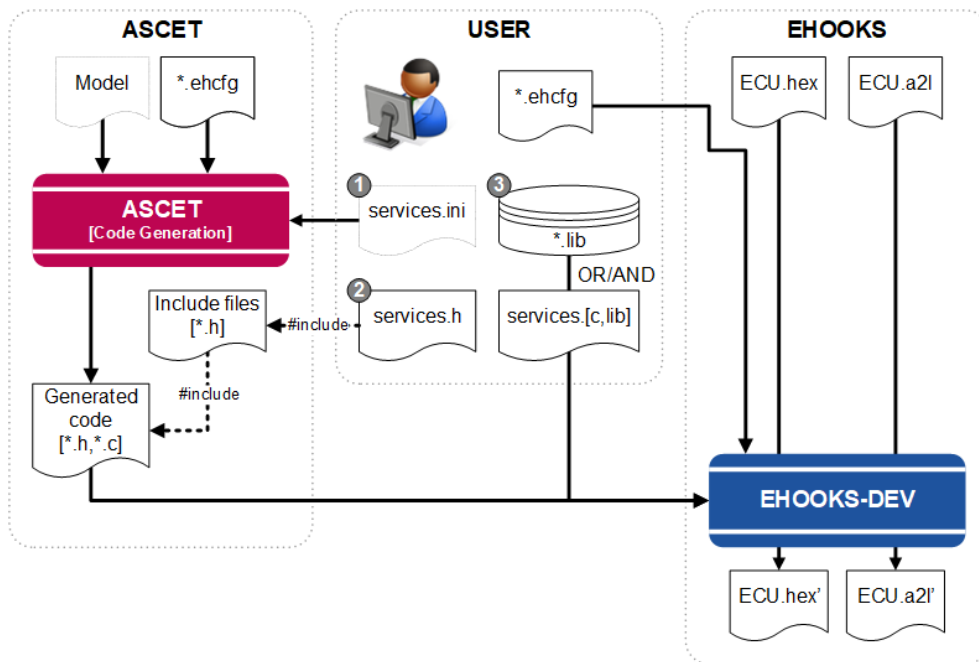 ASCET
USER
EHOOKS
Model
*.ehcfg
*.ehcfg
ECU.hex
ECU.a2l
1
3
ASCET
[Code Generation]
services.ini
*.lib
OR/AND
2
Include files
[*.h]
#include
services.h
services.[c,lib]
#include
Generated
code
[*.h,*.c]
EHOOKS-DEV
ECU.hex’
ECU.a2l’